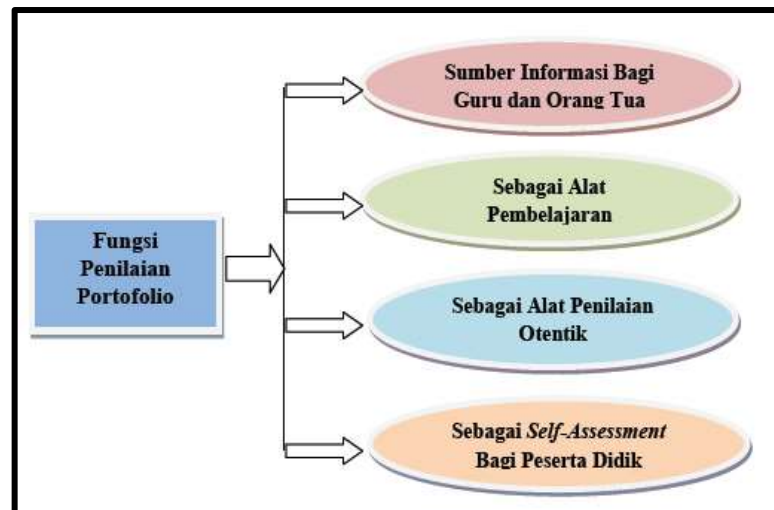 Fungsi
Penilaian
Portofolio
Sumber Informasi Bagi
Guru dan Orang Tua
Sebagai Alat
Pembelajaran
Sebagai Alat Penilaian
Otentik
Sebagai Self-Assessment
Bagi Peserta Didik